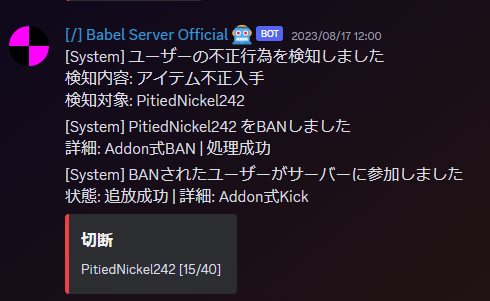 [/] Babel Server Official BOT 2023/08/17 12:00
[System] ユーザーの不正行為を検知しました
検知内容: アイテム不正入手
検知対象: PitiedNickel242
[System] PitiedNickel242 をBANしました
詳細: Addon式BAN | 処理成功
[System] BANされたユーザーがサーバーに参加しました
状態: 追放成功 | 詳細: Addon式Kick
切断
PitiedNickel242 [15/40]